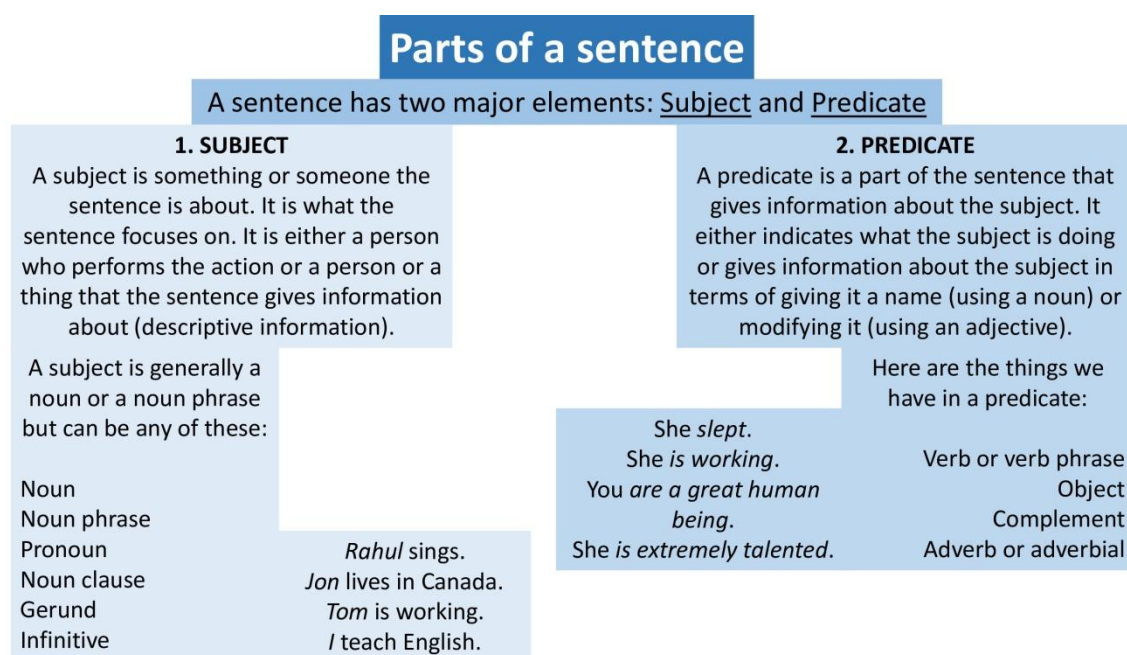 Parts of a sentence
A sentence has two major elements: Subject and Predicate
1. SUBJECT
A subject is something or someone the
sentence is about. It is what the
sentence focuses on. It is either a person
who performs the action or a person or a
thing that the sentence gives information
about (descriptive information).
A subject is generally a
noun or a noun phrase
but can be any of these:
Noun
Noun phrase
Pronoun
Noun clause
Gerund
Infinitive
Rahul sings.
Jon lives in Canada.
Tom is working.
I teach English.
2. PREDICATE
A predicate is a part of the sentence that
gives information about the subject. It
either indicates what the subject is doing
or gives information about the subject in
terms of giving it a name (using a noun) or
modifying it (using an adjective).
Here are the things we
have in a predicate:
Verb or verb phrase
Object
Complement
Adverb or adverbial
She slept.
She is working.
You are a great human
being.
She is extremely talented.